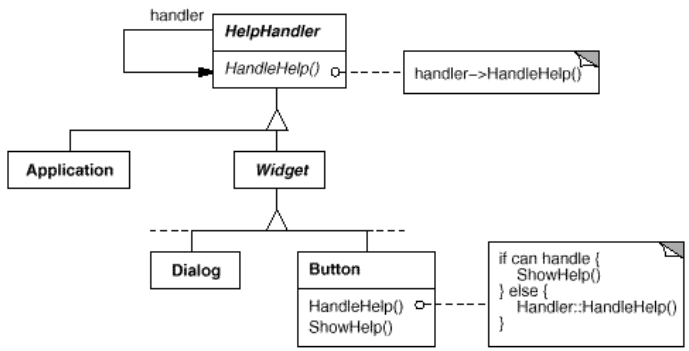 handler
HelpHandler
HandleHelp()
handler->HandleHelp()
Application
Widget
Dialog
Button
HandleHelp()
ShowHelp()
if can handle {
ShowHelp()
} else {
Handler::HandleHelp()
}